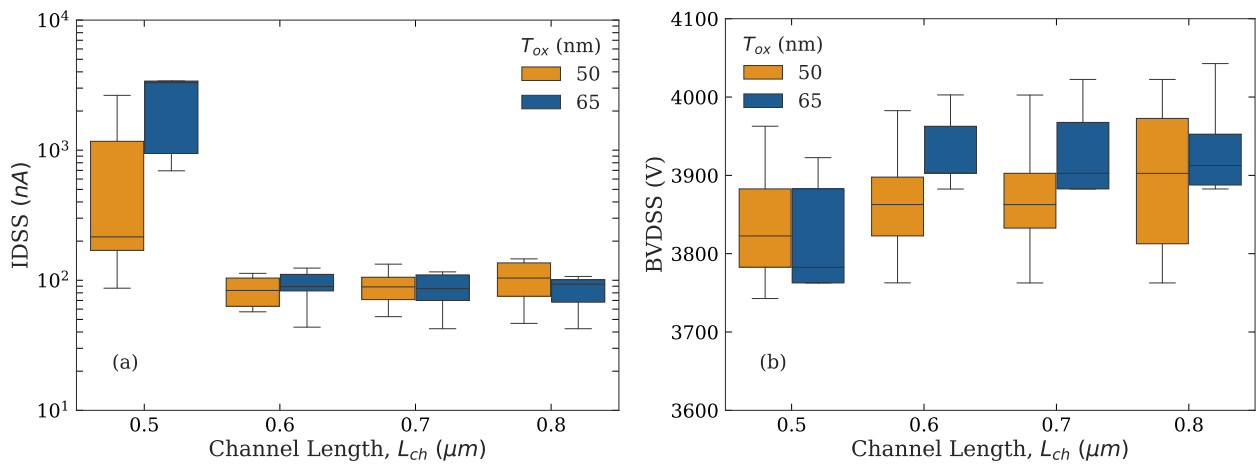 10⁴
10³
10²
10¹
IDSS (nA)
T_ox (nm)
50
65
(a)
0.5 0.6 0.7 0.8
Channel Length, L_ch (μm)
4100
4000
3900
3800
3700
3600
BVDSS (V)
T_ox (nm)
50
65
(b)
0.5 0.6 0.7 0.8
Channel Length, L_ch (μm)